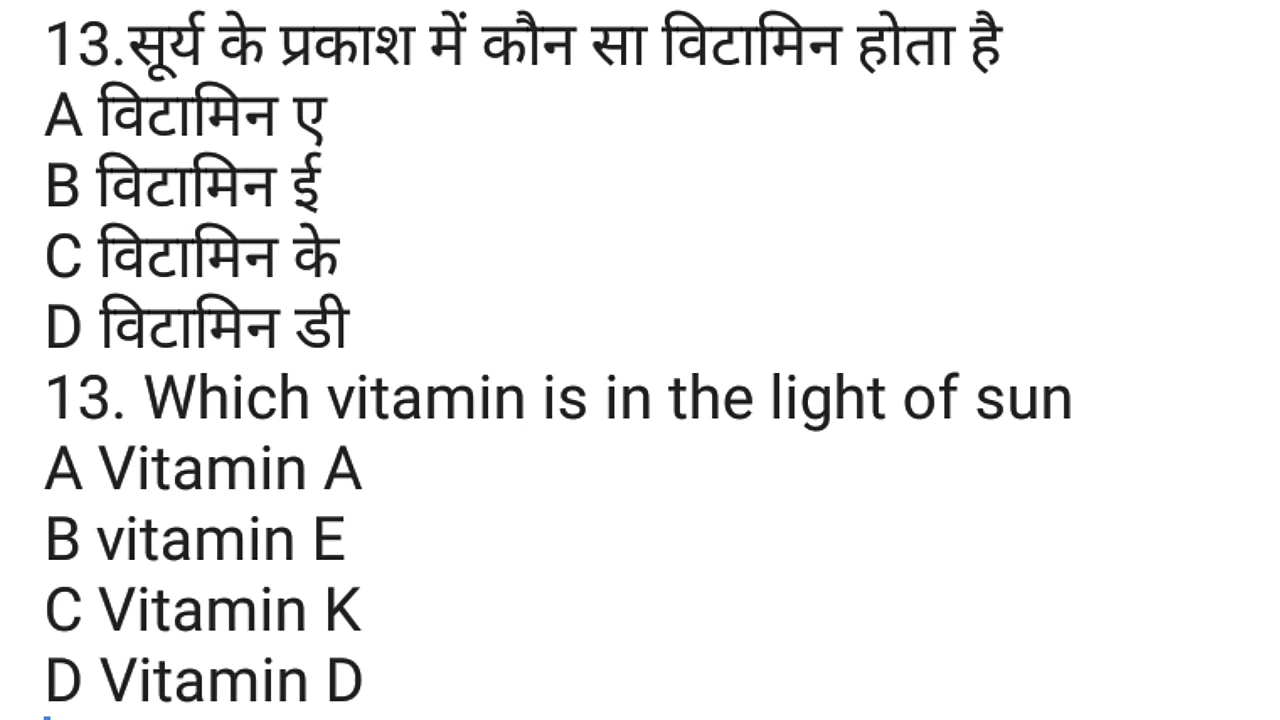 13.सूर्य के प्रकाश में कौन सा विटामिन होता है
A विटामिन ए
B विटामिन ई
C विटामिन के
D विटामिन डी
13. Which vitamin is in the light of sun
A Vitamin A
B vitamin E
C Vitamin K
D Vitamin D